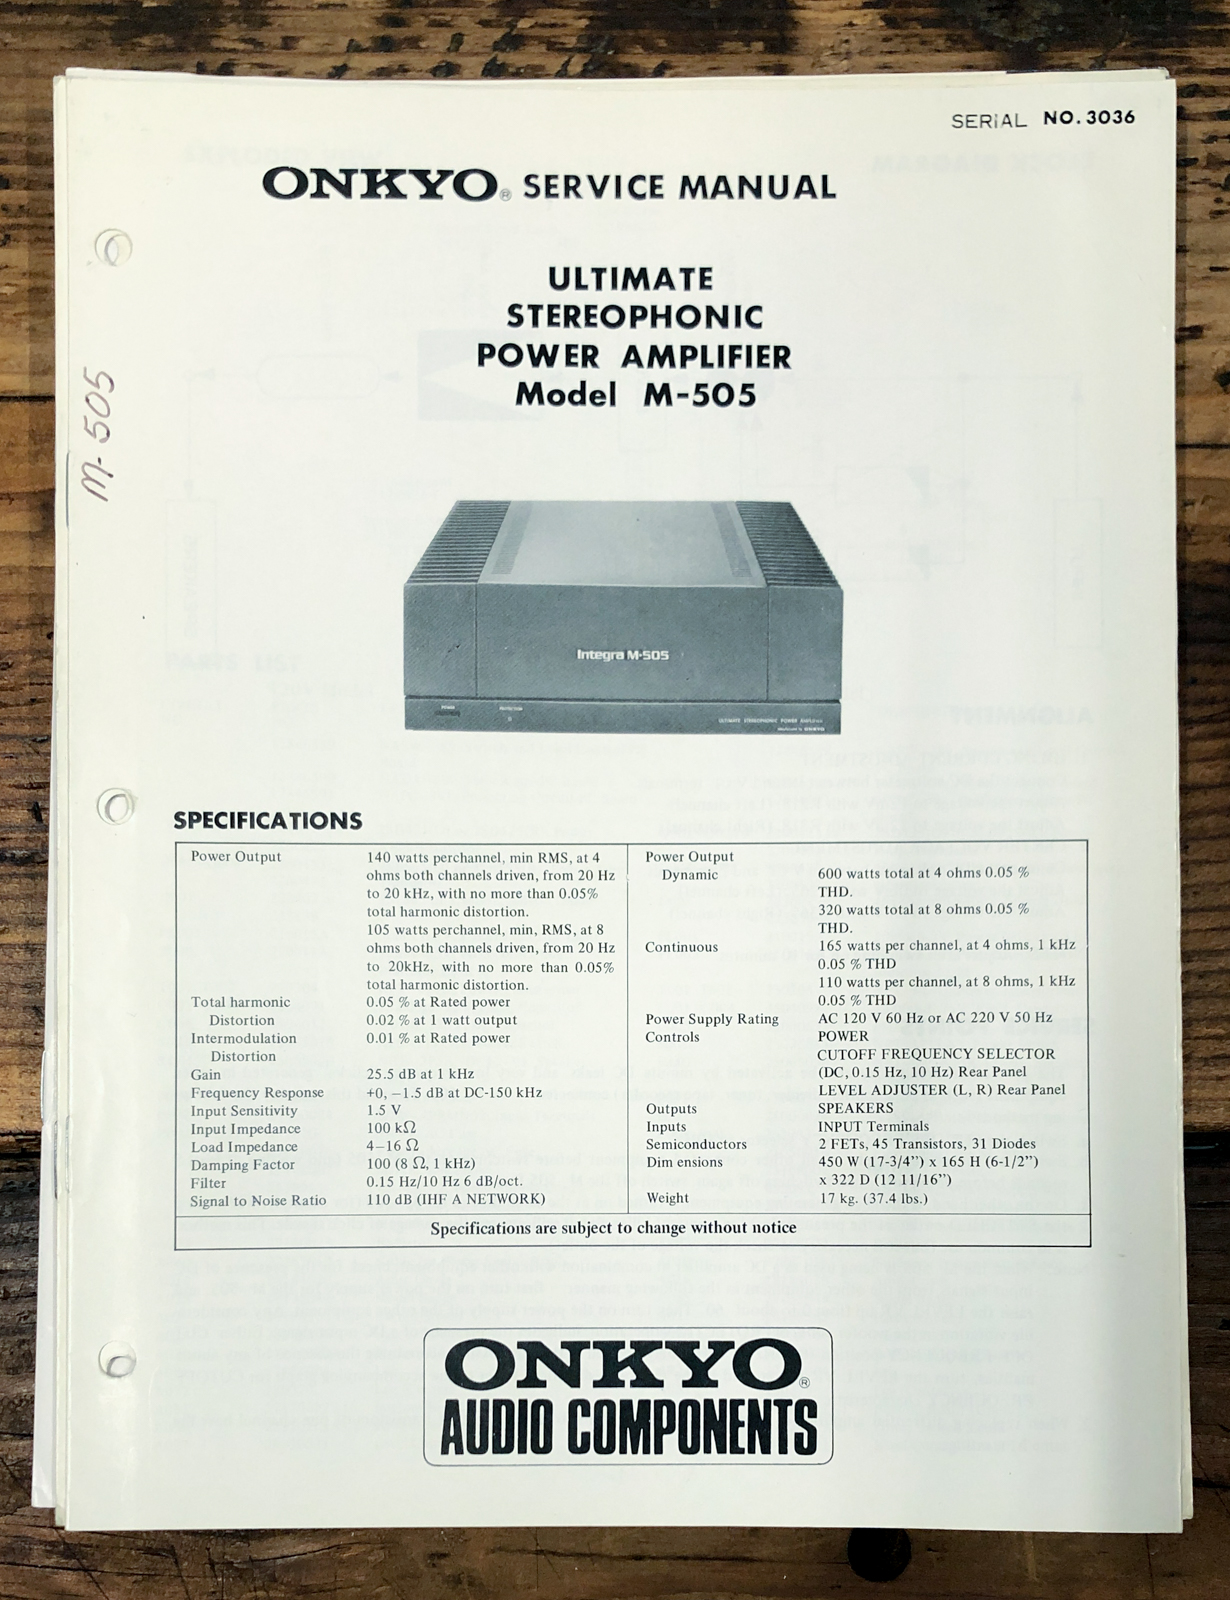 SERIAL NO. 3036
ONKYO® SERVICE MANUAL
ULTIMATE
STEREOPHONIC
POWER AMPLIFIER
Model M-505
M-505
Integra M-505
POWER
PROTECTION
ULTIMATE STEREOPHONIC POWER AMPLIFIER
ONKYO
SPECIFICATIONS
Power Output 140 watts perchannel, min RMS, at 4
ohms both channels driven, from 20 Hz
to 20 kHz, with no more than 0.05%
total harmonic distortion.
105 watts perchannel, min, RMS, at 8
ohms both channels driven, from 20 Hz
to 20kHz, with no more than 0.05%
total harmonic distortion.
Total harmonic 0.05 % at Rated power
Distortion 0.02 % at 1 watt output
Intermodulation 0.01 % at Rated power
Distortion
Gain 25.5 dB at 1 kHz
Frequency Response +0, −1.5 dB at DC-150 kHz
Input Sensitivity 1.5 V
Input Impedance 100 kΩ
Load Impedance 4–16 Ω
Damping Factor 100 (8 Ω, 1 kHz)
Filter 0.15 Hz/10 Hz 6 dB/oct.
Signal to Noise Ratio 110 dB (IHF A NETWORK)
Power Output
Dynamic 600 watts total at 4 ohms 0.05 %
THD.
320 watts total at 8 ohms 0.05 %
THD.
Continuous 165 watts per channel, at 4 ohms, 1 kHz
0.05 % THD
110 watts per channel, at 8 ohms, 1 kHz
0.05 % THD
Power Supply Rating AC 120 V 60 Hz or AC 220 V 50 Hz
Controls POWER
CUTOFF FREQUENCY SELECTOR
(DC, 0.15 Hz, 10 Hz) Rear Panel
LEVEL ADJUSTER (L, R) Rear Panel
Outputs SPEAKERS
Inputs INPUT Terminals
Semiconductors 2 FETs, 45 Transistors, 31 Diodes
Dim ensions 450 W (17-3/4”) x 165 H (6-1/2”)
x 322 D (12 11/16”)
Weight 17 kg. (37.4 lbs.)
Specifications are subject to change without notice
ONKYO®
AUDIO COMPONENTS